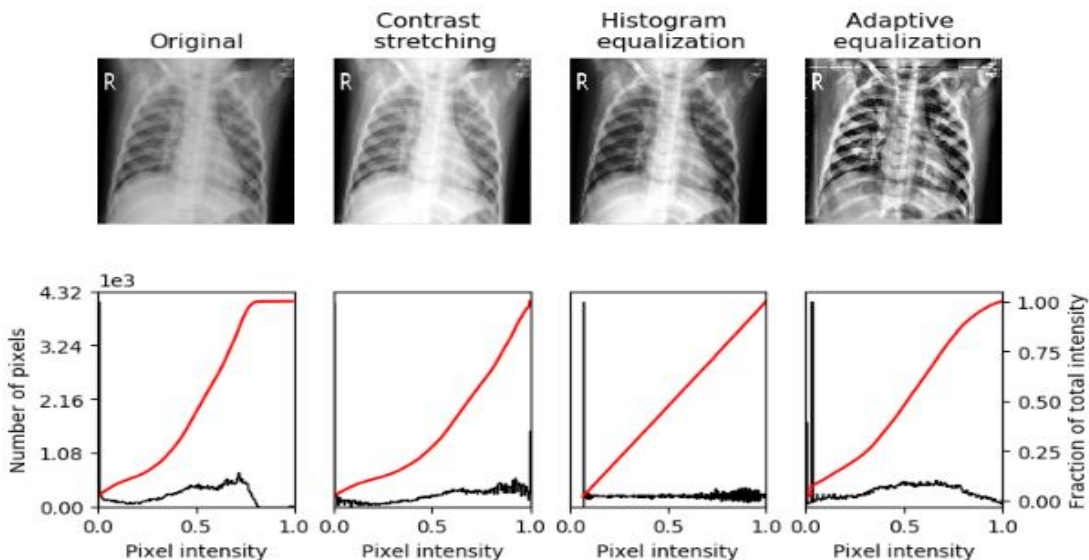 Original
Contrast
stretching
Histogram
equalization
Adaptive
equalization
R
R
R
R
1e3
4.32
3.24
2.16
1.08
0.00
Number of pixels
0.0
0.5
1.0
Pixel intensity
0.0
0.5
1.0
Pixel intensity
0.0
0.5
1.0
Pixel intensity
0.0
0.5
1.0
Pixel intensity
1.00
0.75
0.50
0.25
0.00
Fraction of total intensity